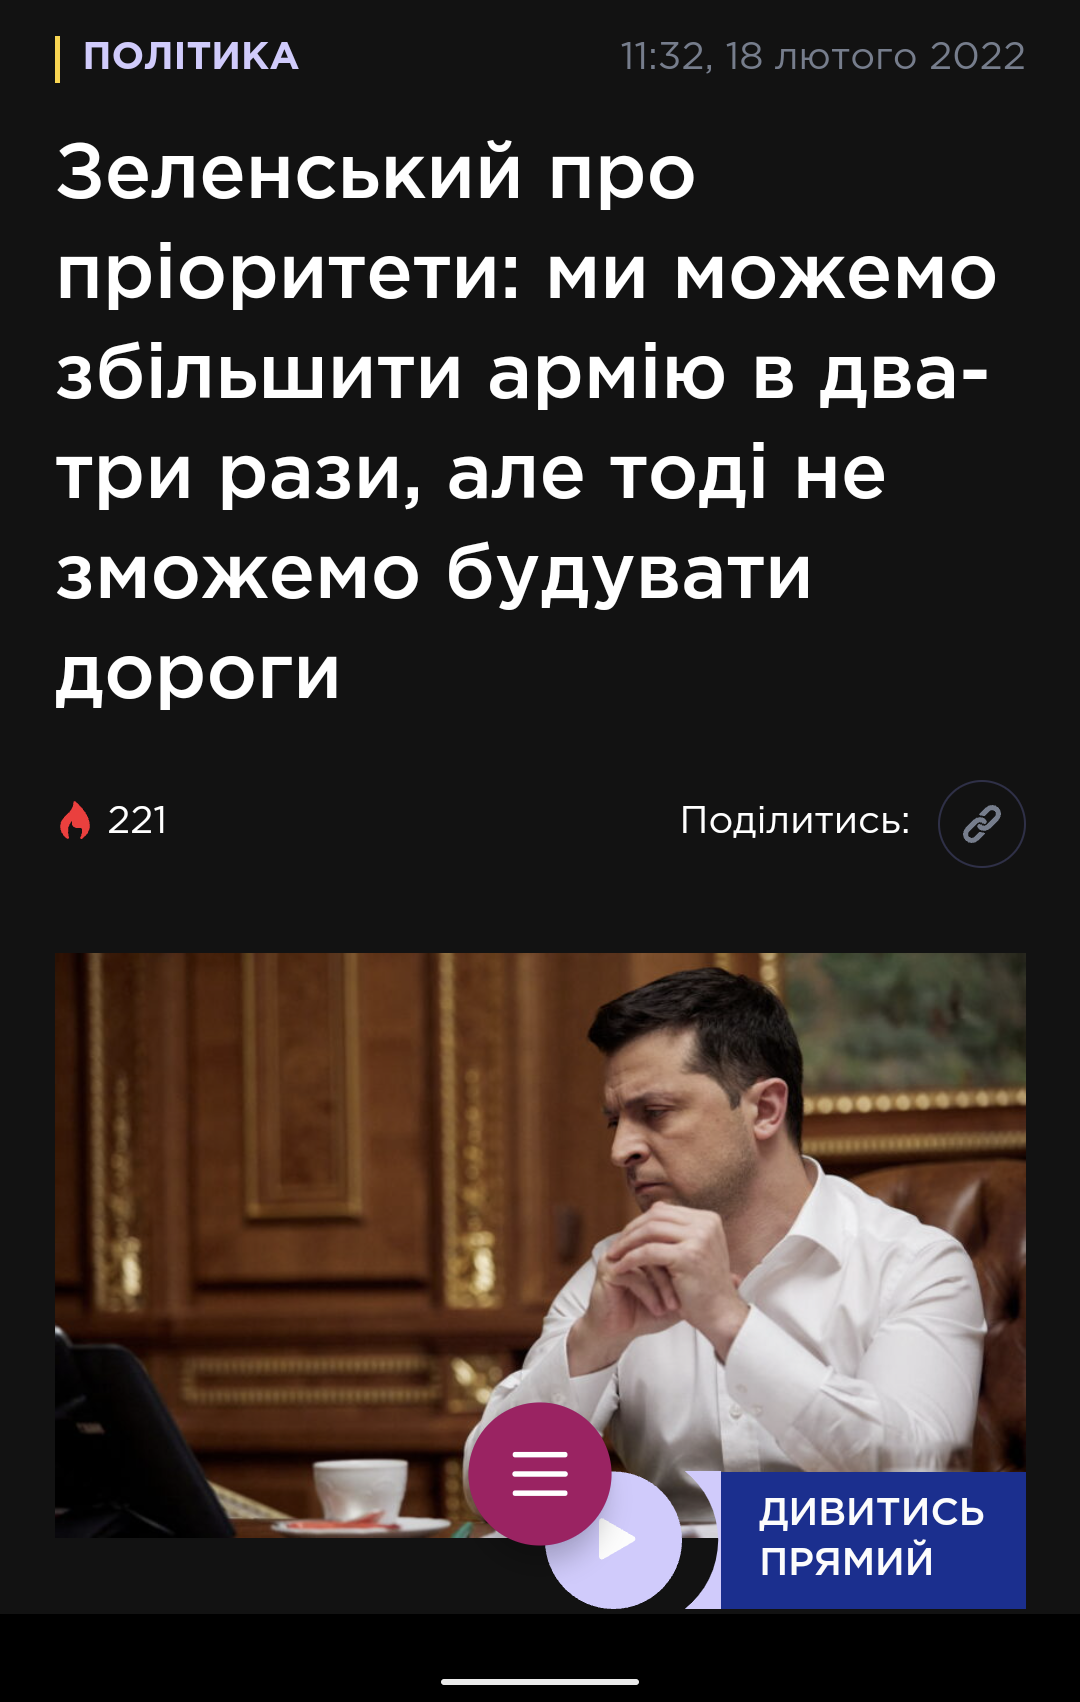 ПОЛІТИКА
11:32, 18 лютого 2022
Зеленський про
пріоритети: ми можемо
збільшити армію в два-
три рази, але тоді не
зможемо будувати
дороги
221
Поділитись:
ДИВИТИСЬ
ПРЯМИЙ